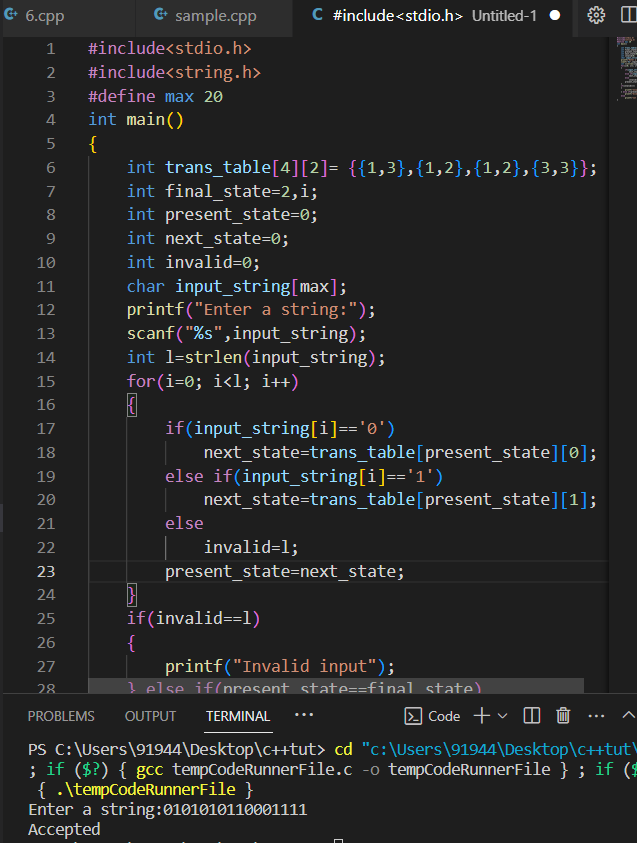 6.cpp sample.cpp C #include<stdio.h> Untitled-1
1 #include<stdio.h>
2 #include<string.h>
3 #define max 20
4 int main()
5 {
6 int trans_table[4][2]= {{1,3},{1,2},{1,2},{3,3}};
7 int final_state=2,i;
8 int present_state=0;
9 int next_state=0;
10 int invalid=0;
11 char input_string[max];
12 printf("Enter a string:");
13 scanf("%s",input_string);
14 int l=strlen(input_string);
15 for(i=0; i<l; i++)
16 {
17 if(input_string[i]=='0')
18 next_state=trans_table[present_state][0];
19 else if(input_string[i]=='1')
20 next_state=trans_table[present_state][1];
21 else
22 invalid=l;
23 present_state=next_state;
24 }
25 if(invalid==l)
26 {
27 printf("Invalid input");
28 } else if(present_state==final_state)
PROBLEMS OUTPUT TERMINAL ··· Code
PS C:\Users\91944\Desktop\c++tut> cd "c:\Users\91944\Desktop\c++tut\
; if ($?) { gcc tempCodeRunnerFile.c -o tempCodeRunnerFile } ; if ($
{ .\tempCodeRunnerFile }
Enter a string:0101010110001111
Accepted